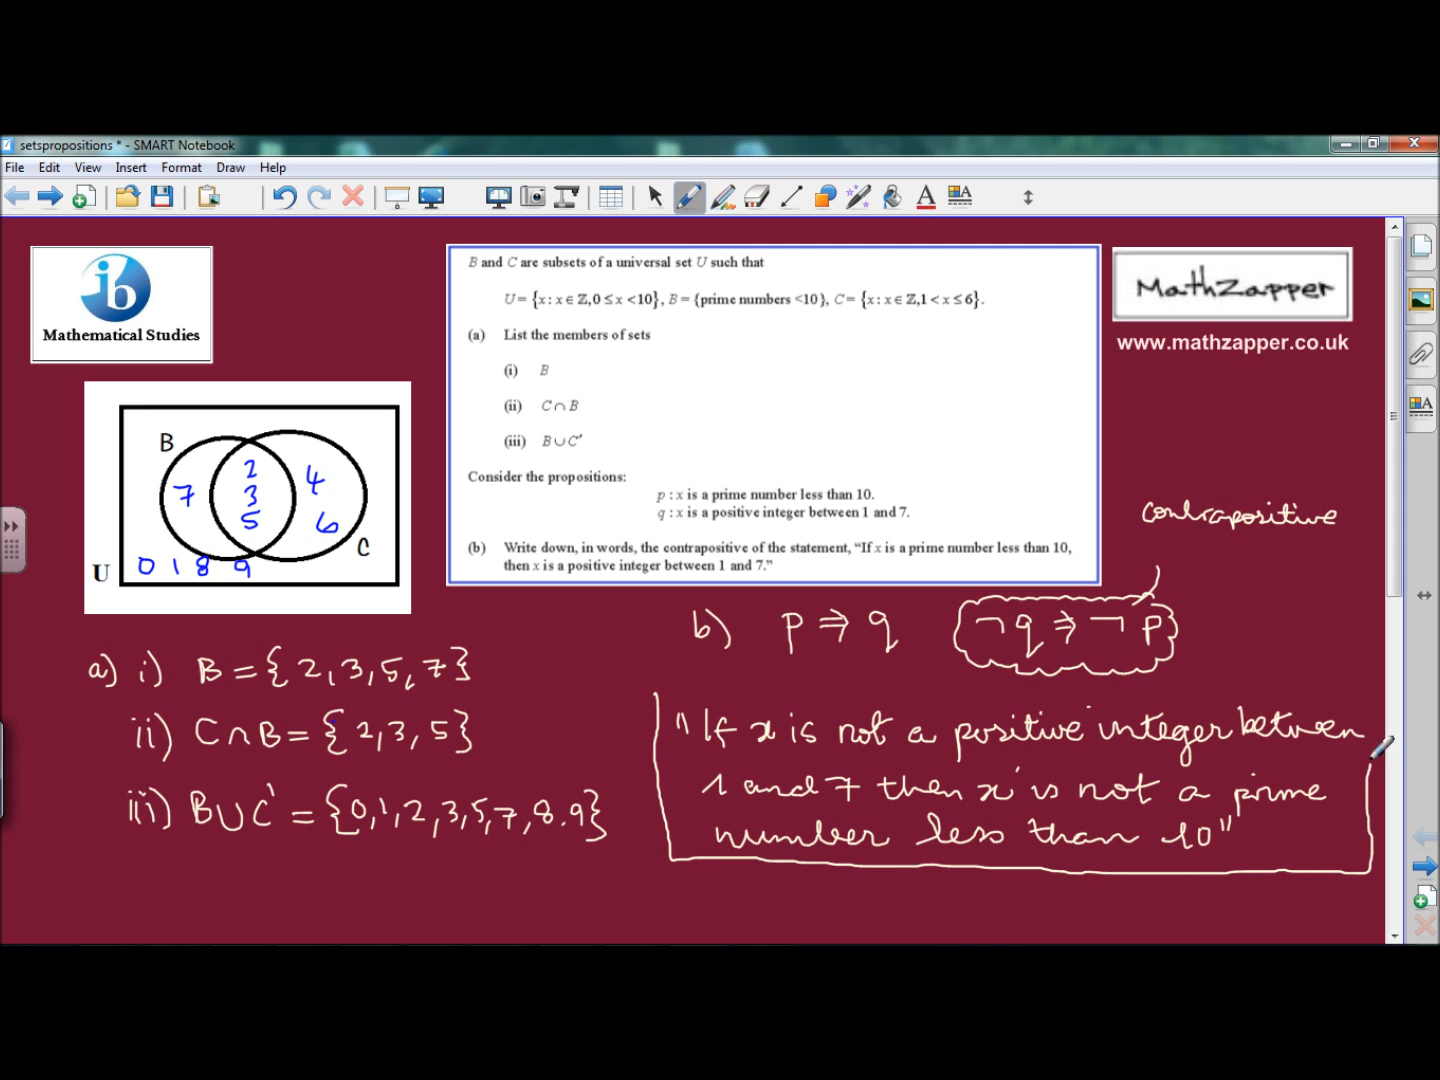 setspropositions * - SMART Notebook
File Edit View Insert Format Draw Help
ib
Mathematical Studies
B and C are subsets of a universal set U such that
U = {x : x ∈ ℤ, 0 ≤ x < 10}, B = {prime numbers < 10}, C = {x : x ∈ ℤ, 1 < x ≤ 6}.
(a) List the members of sets
(i) B
(ii) C ∩ B
(iii) B ∪ C′
Consider the propositions:
p : x is a prime number less than 10.
q : x is a positive integer between 1 and 7.
(b) Write down, in words, the contrapositive of the statement, “If x is a prime number less than 10,
then x is a positive integer between 1 and 7.”
MathZapper
www.mathzapper.co.uk
B
2
7 3 4
5 6
C
U 0 1 8 9
contrapositive
a) i) B = {2, 3, 5, 7}
ii) C ∩ B = {2, 3, 5}
iii) B ∪ C' = {0, 1, 2, 3, 5, 7, 8. 9}
b) p ⇒ q ¬q ⇒ ¬p
"If x is not a positive integer between
1 and 7 then x is not a prime
number less than 10"